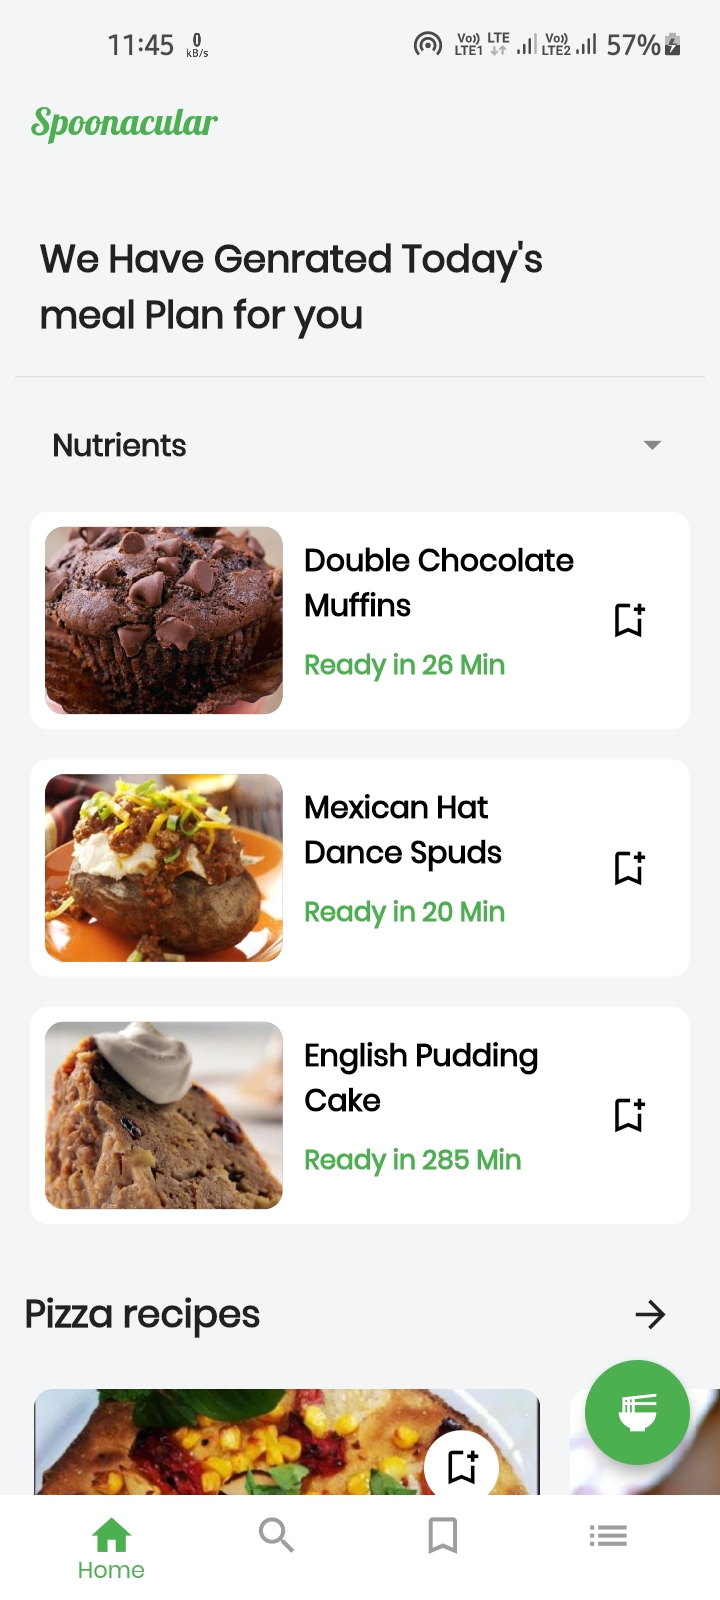 11:45 0 kB/s Vo)) LTE1 LTE Vo)) LTE2 57%
Spoonacular
We Have Genrated Today's
meal Plan for you
Nutrients
Double Chocolate
Muffins
Ready in 26 Min
Mexican Hat
Dance Spuds
Ready in 20 Min
English Pudding
Cake
Ready in 285 Min
Pizza recipes
Home